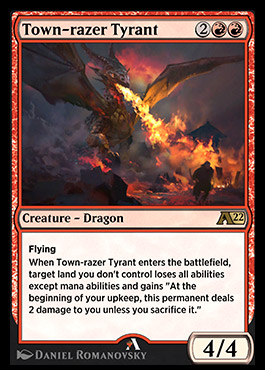 Town-razer Tyrant 2
Creature – Dragon A22
Flying
When Town-razer Tyrant enters the battlefield,
target land you don't control loses all abilities
except mana abilities and gains "At the
beginning of your upkeep, this permanent deals
2 damage to you unless you sacrifice it."
Daniel Romanovsky 4/4